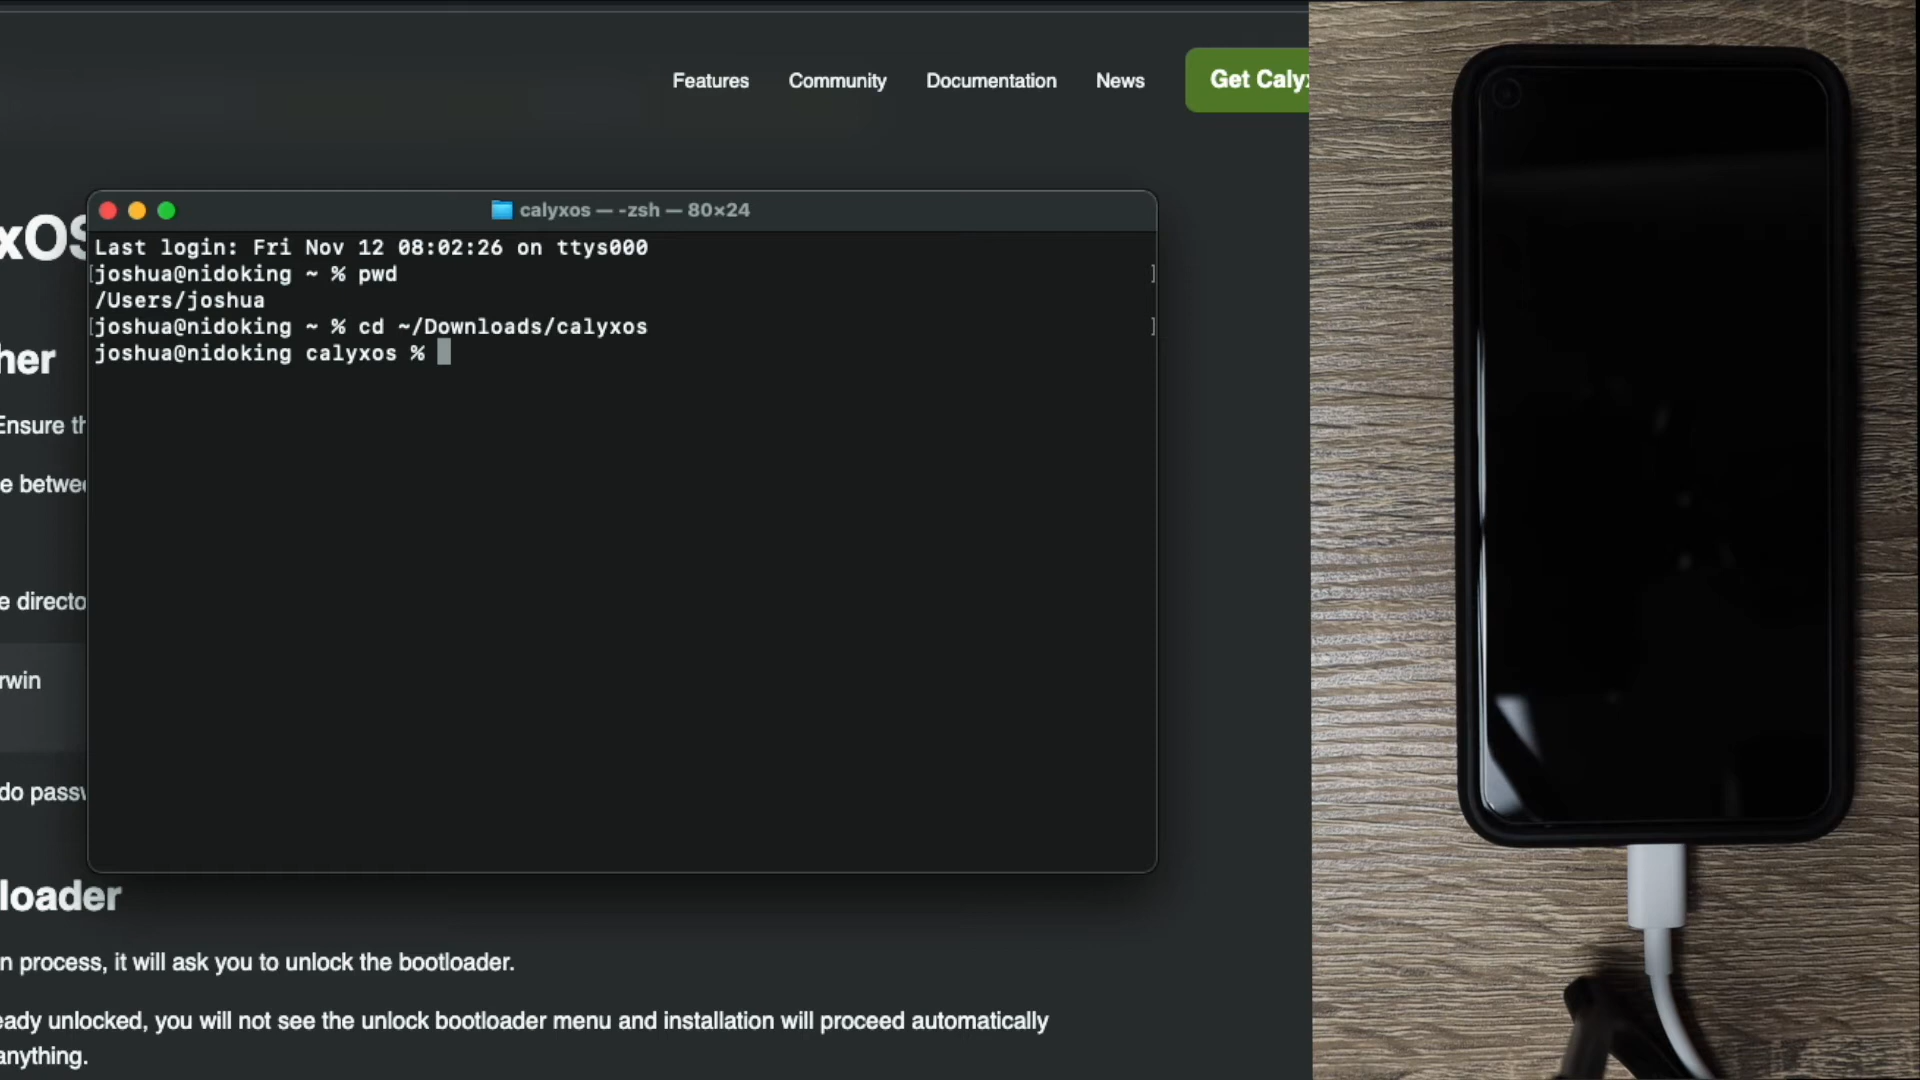 Features Community Documentation News Get Caly
xOS
calyxos — -zsh — 80×24
Last login: Fri Nov 12 08:02:26 on ttys000
[joshua@nidoking ~ % pwd ]
/Users/joshua
[joshua@nidoking ~ % cd ~/Downloads/calyxos ]
joshua@nidoking calyxos %
her
Ensure th
e betwee
e directo
rwin
do passw
loader
n process, it will ask you to unlock the bootloader.
eady unlocked, you will not see the unlock bootloader menu and installation will proceed automatically
anything.